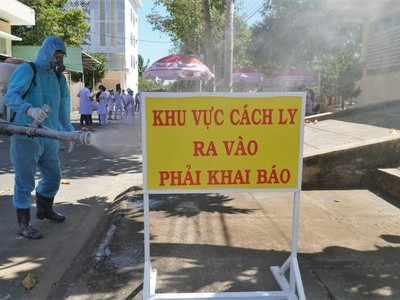 KHU VỰC CÁCH LY
RA VÀO
PHẢI KHAI BÁO